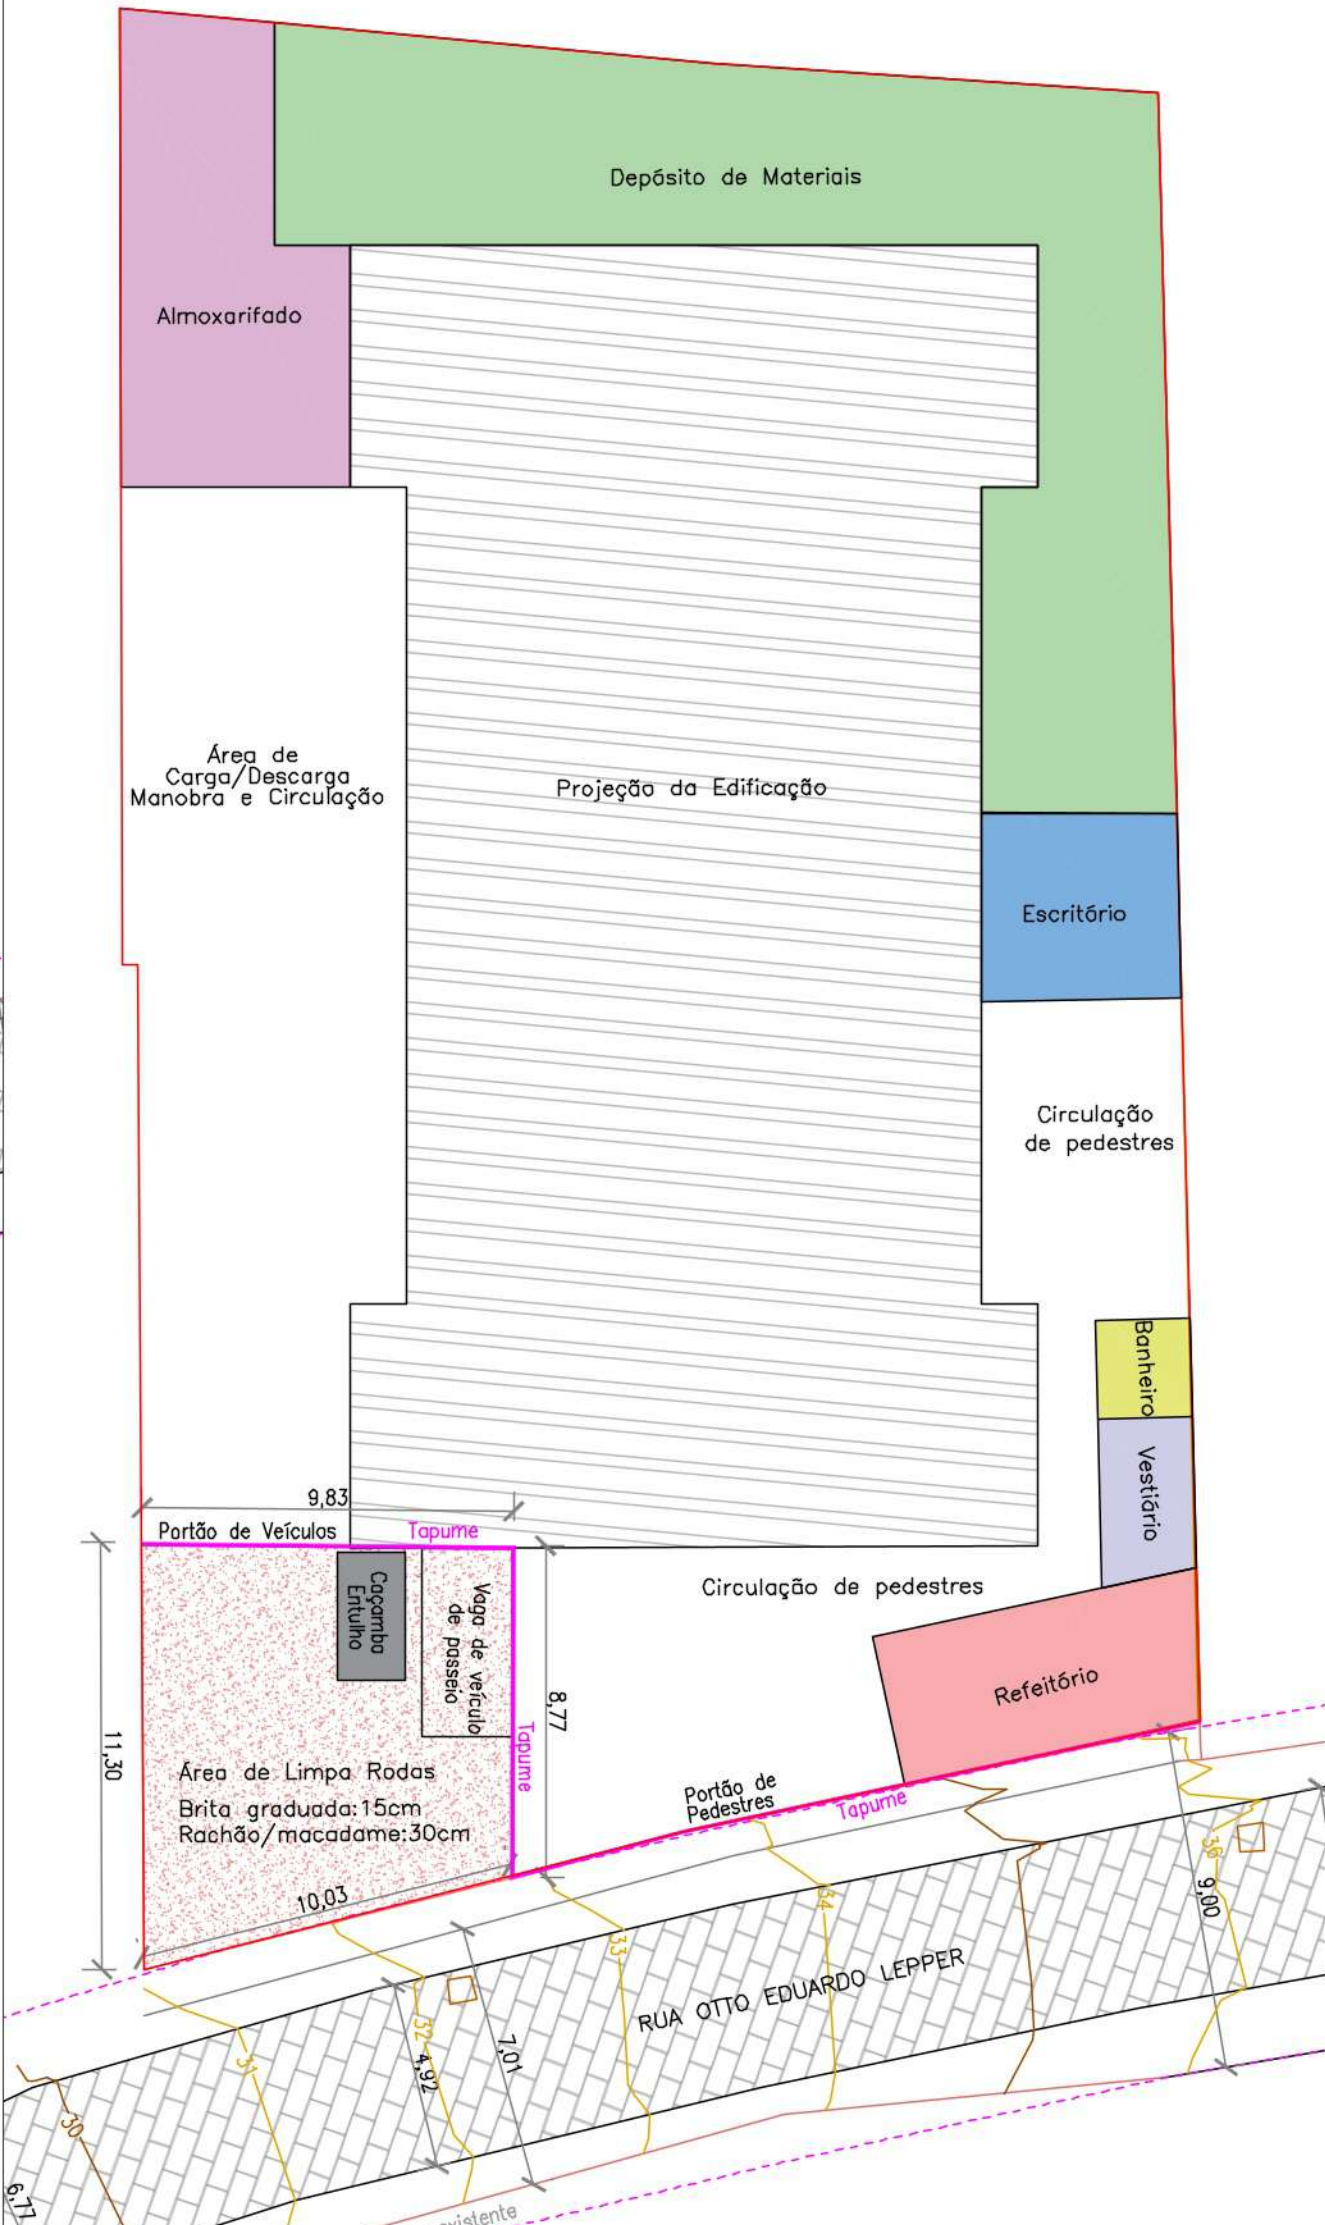 Depósito de Materiais
Almoxarifado
Área de
Carga/Descarga
Manobra e Circulação
Projeção da Edificação
Escritório
Circulação
de pedestres
Banheiro
Vestiário
9,83
Portão de Veículos
Tapume
Caçamba
Entulho
Vaga de veículo
de passeio
Circulação de pedestres
8,77
Refeitório
11,30
Tapume
Área de Limpa Rodas
Brita graduada:15cm
Rachão/macadame:30cm
Portão de
Pedestres
Tapume
10,03
36
9,00
34
33
RUA OTTO EDUARDO LEPPER
32
7,01
4,92
31
30
6,77
existente